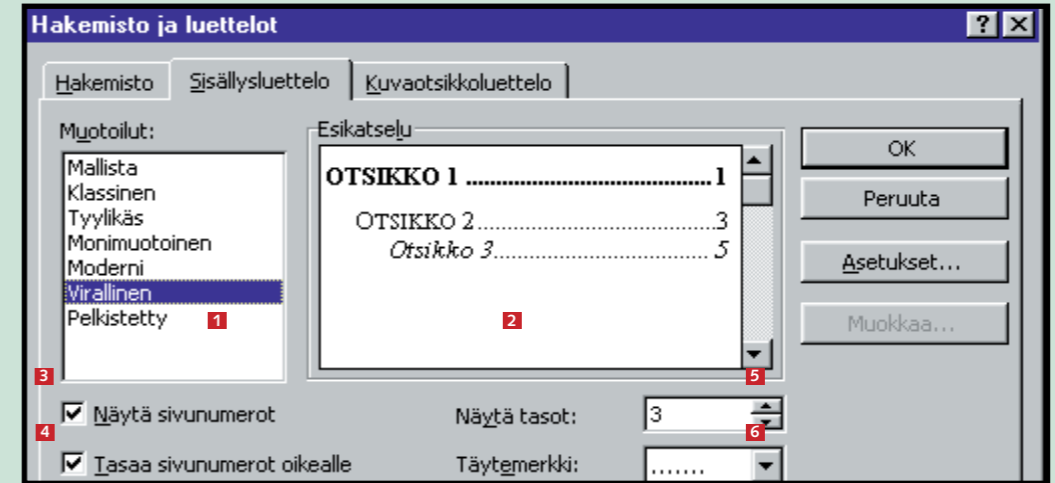 Hakemisto ja luettelot
Hakemisto Sisällysluettelo Kuvaotsikkoluettelo
Muotoilut:
Mallista
Klassinen
Tyylikäs
Monimuotoinen
Moderni
Virallinen
Pelkistetty
1
Esikatselu
OTSIKKO 1 ............................................ 1
OTSIKKO 2............................................3
Otsikko 3....................................... 5
2
OK
Peruuta
Asetukset...
Muokkaa...
3
5
Näytä sivunumerot
Näytä tasot: 3
4
6
Tasaa sivunumerot oikealle
Täytemerkki: .......